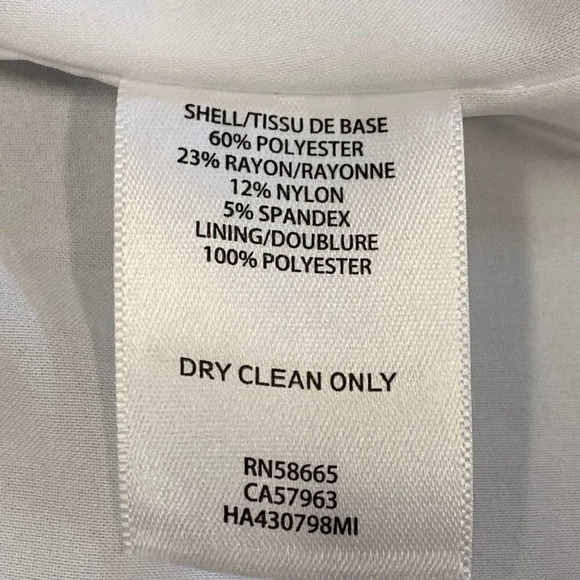 SHELL/TISSU DE BASE
60% POLYESTER
23% RAYON/RAYONNE
12% NYLON
5% SPANDEX
LINING/DOUBLURE
100% POLYESTER
DRY CLEAN ONLY
RN58665
CA57963
HA430798MI